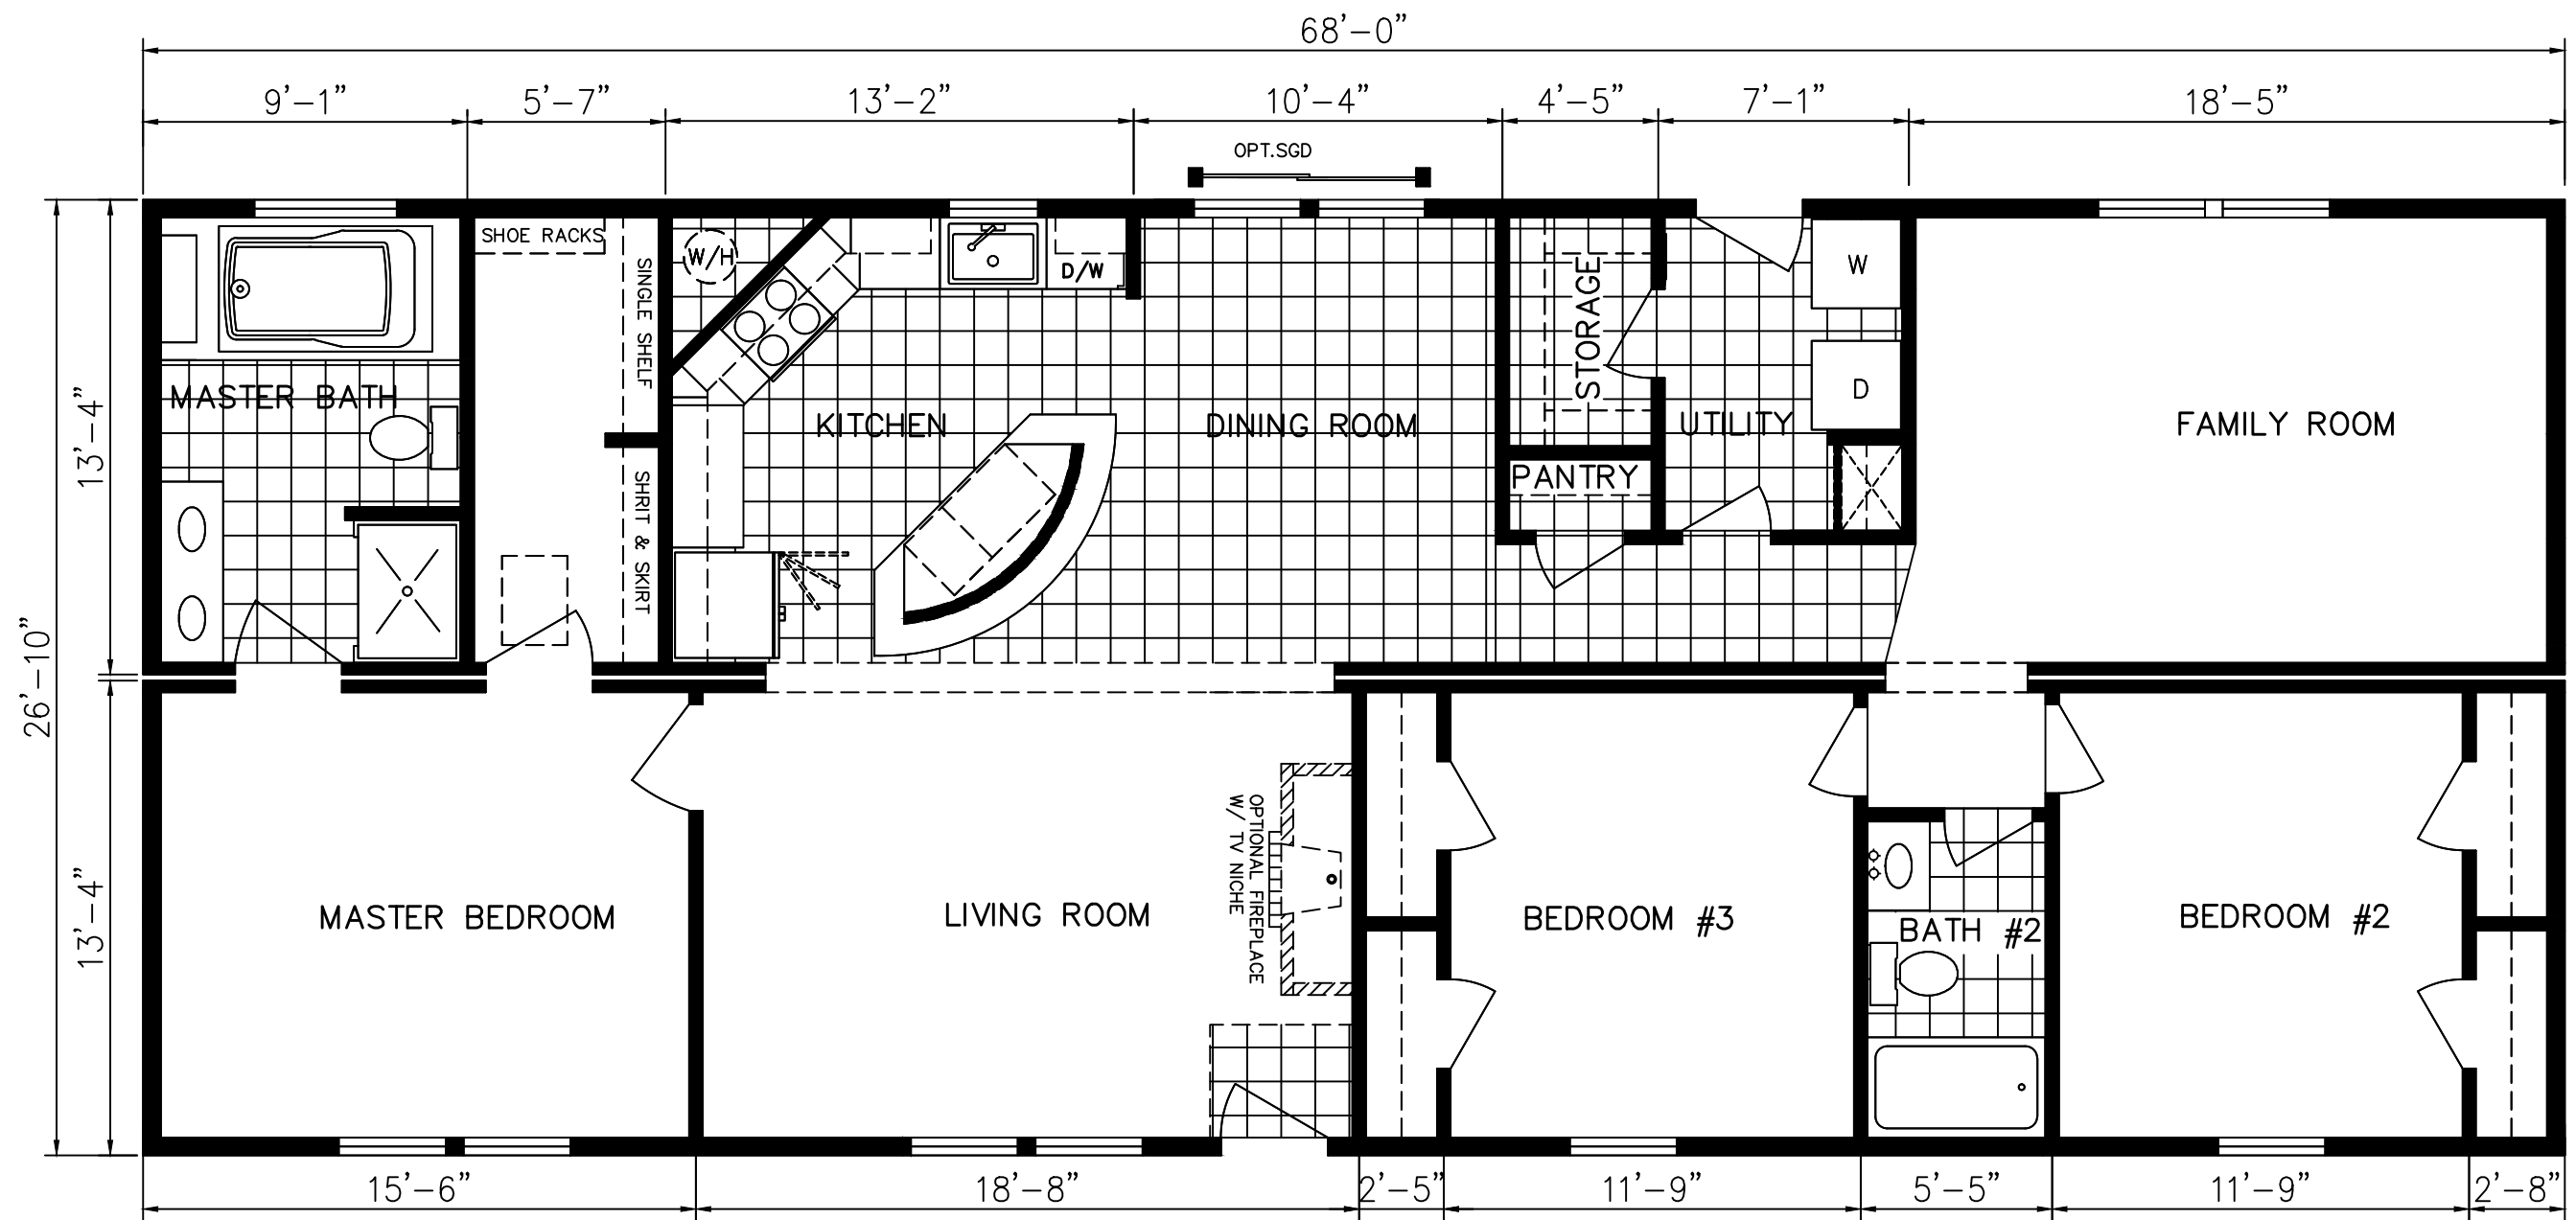 68'-0"
9'-1" 5'-7" 13'-2" 10'-4" 4'-5" 7'-1" 18'-5"
OPT.SGD
SHOE RACKS
SINGLE SHELF
W/H
D/W
STORAGE
W
D
13'-4"
MASTER BATH
KITCHEN
DINING ROOM
UTILITY
FAMILY ROOM
PANTRY
SHRIT & SKIRT
26'-10"
13'-4"
OPTIONAL FIREPLACE
W/ TV NICHE
MASTER BEDROOM
LIVING ROOM
BEDROOM #3
BATH #2
BEDROOM #2
15'-6" 18'-8" 2'-5" 11'-9" 5'-5" 11'-9" 2'-8"